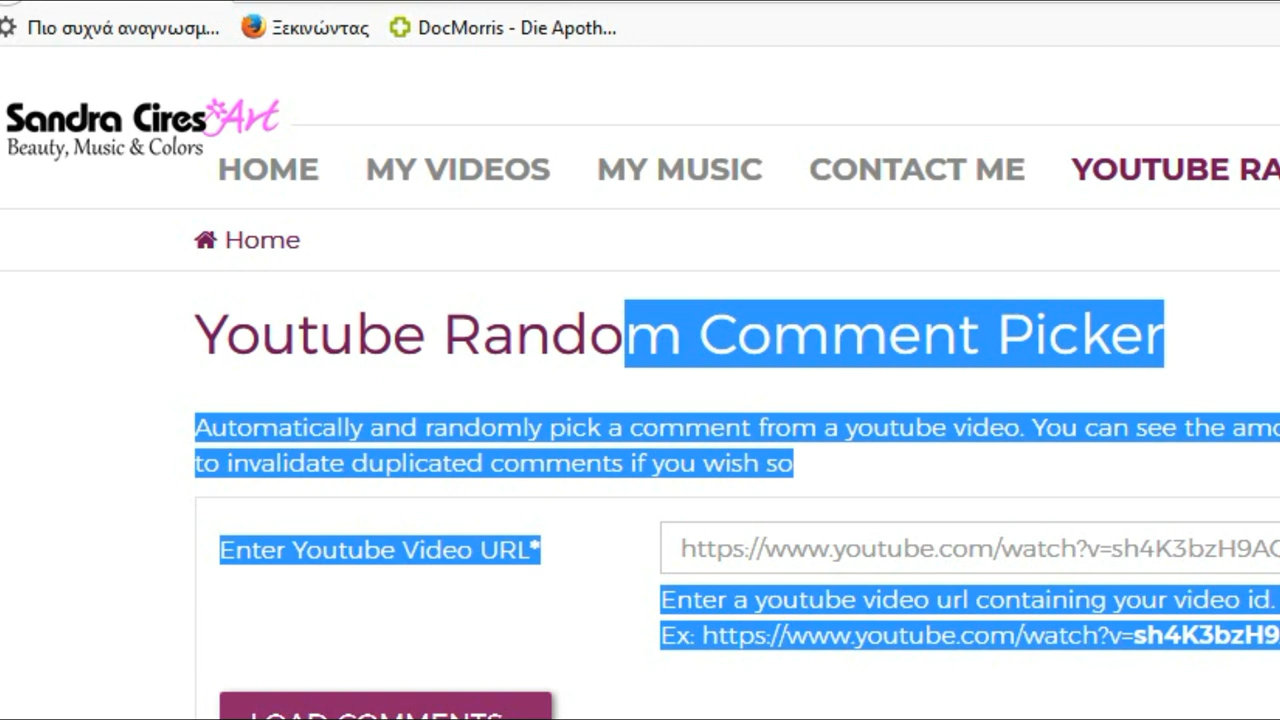 Πιο συχνά αναγνωσμ... Ξεκινώντας DocMorris - Die Apoth...
Sandra Cires Art
Beauty, Music & Colors
HOME MY VIDEOS MY MUSIC CONTACT ME YOUTUBE RA
Home
Youtube Random Comment Picker
Automatically and randomly pick a comment from a youtube video. You can see the amo
to invalidate duplicated comments if you wish so
Enter Youtube Video URL*
https://www.youtube.com/watch?v=sh4K3bzH9AC
Enter a youtube video url containing your video id.
Ex: https://www.youtube.com/watch?v=sh4K3bzH9
LOAD COMMENTS